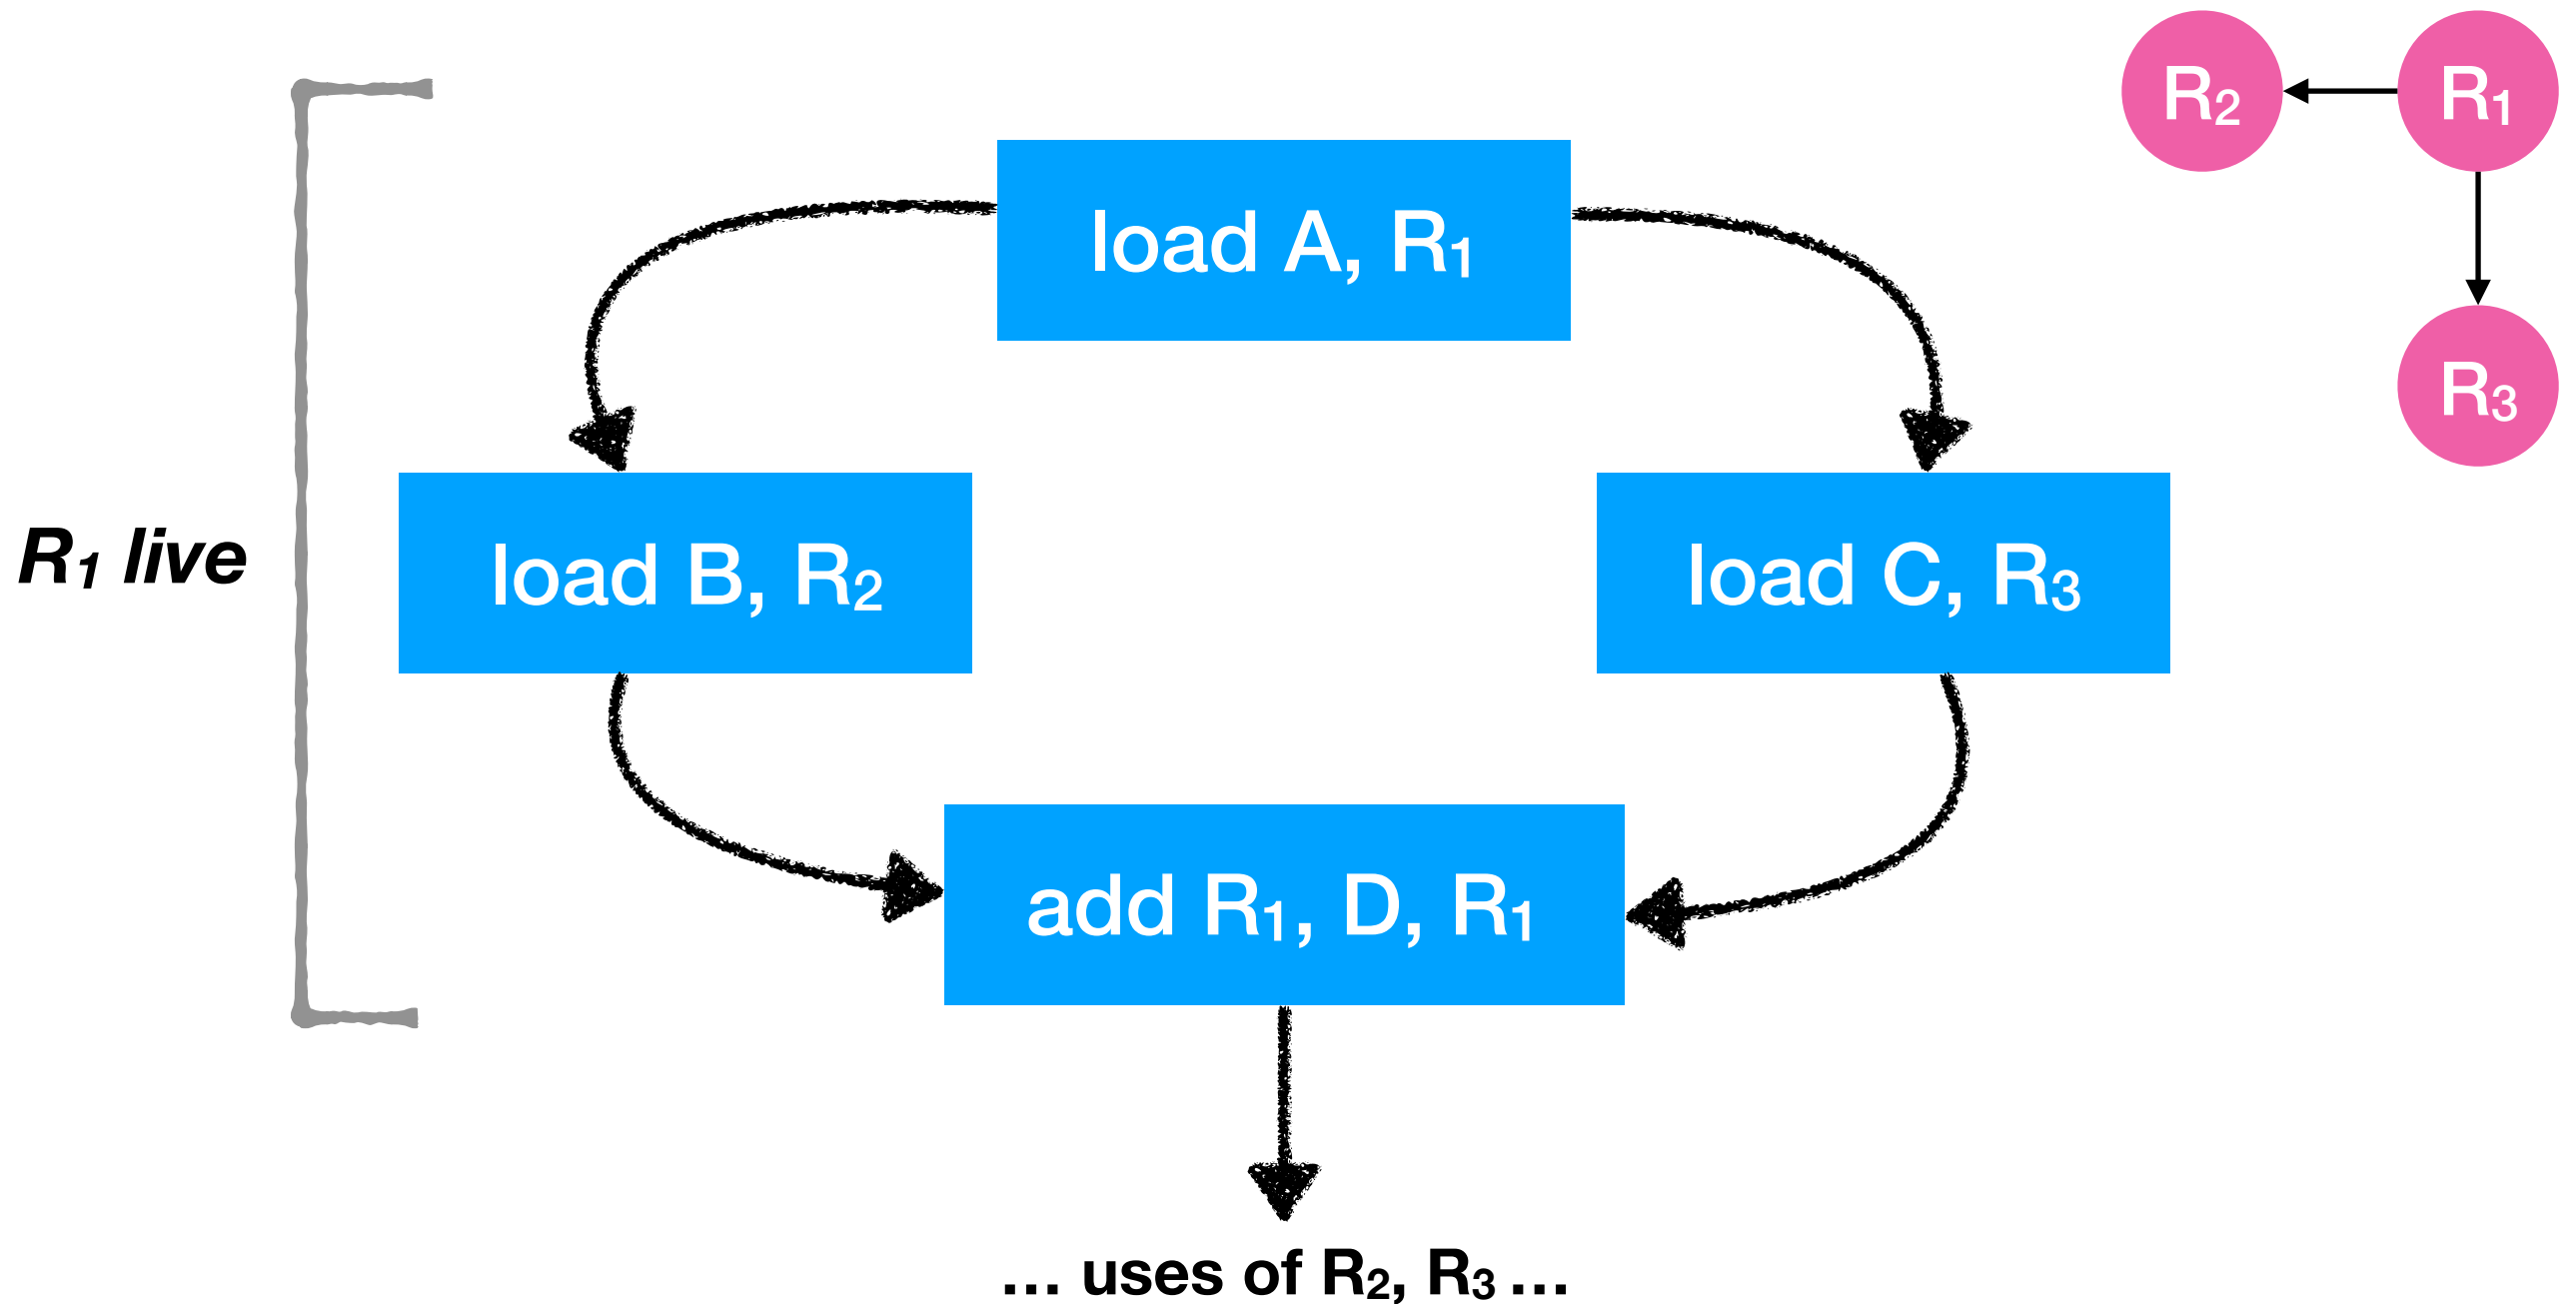 R₂
R₁
load A, R₁
R₃
R₁ live
load B, R₂
load C, R₃
add R₁, D, R₁
... uses of R₂, R₃ ...